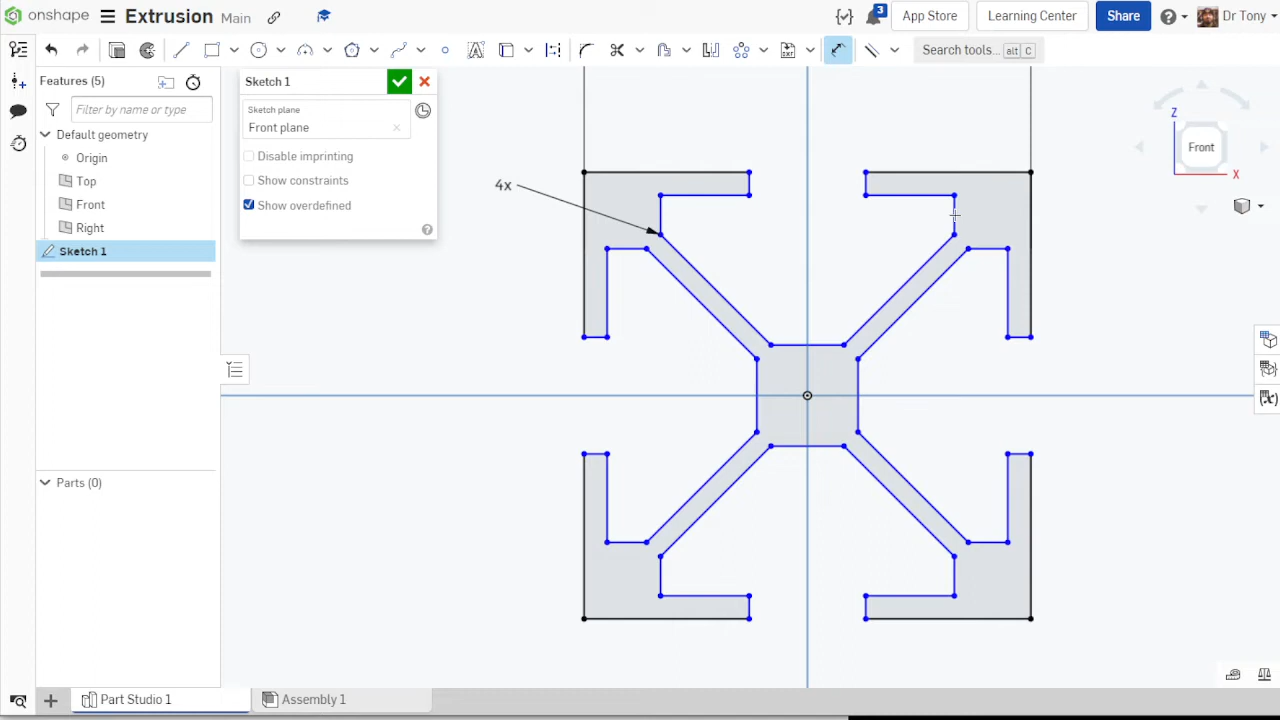 onshape
Extrusion Main
3
App Store
Learning Center
Share
Dr Tony
Search tools... alt C
Features (5)
Filter by name or type
Default geometry
Origin
Top
Front
Right
Sketch 1
Parts (0)
Sketch 1
Sketch plane
Front plane
Disable imprinting
Show constraints
Show overdefined
4x
Z
Front
X
Part Studio 1
Assembly 1